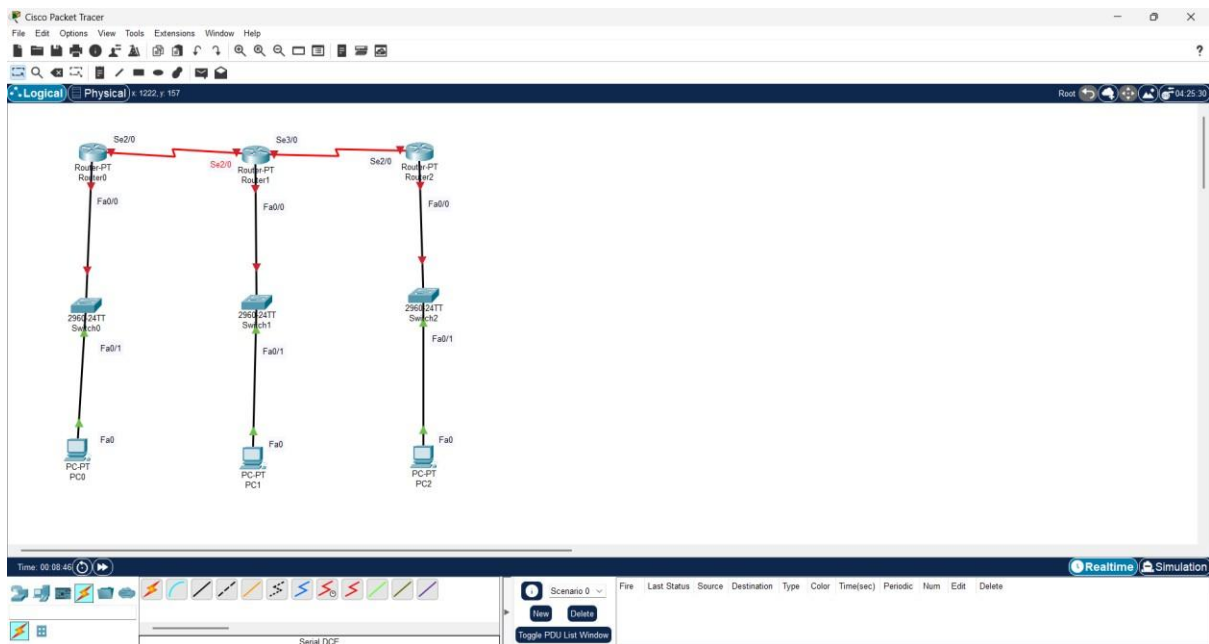 Cisco Packet Tracer
File Edit Options View Tools Extensions Window Help
?
Logical Physical x: 1222, y: 157 Root 04:25:30
Se2/0 Se3/0
Se2/0 Se2/0
Router-PT
Router0
Router-PT
Router1
Router-PT
Router2
Fa0/0 Fa0/0 Fa0/0
2960-24TT
Switch0
2960-24TT
Switch1
2960-24TT
Switch2
Fa0/1 Fa0/1 Fa0/1
Fa0 Fa0 Fa0
PC-PT
PC0
PC-PT
PC1
PC-PT
PC2
Time: 00:08:46 Realtime Simulation
Scenario 0
New Delete
Toggle PDU List Window
Fire Last Status Source Destination Type Color Time(sec) Periodic Num Edit Delete
Serial DCE